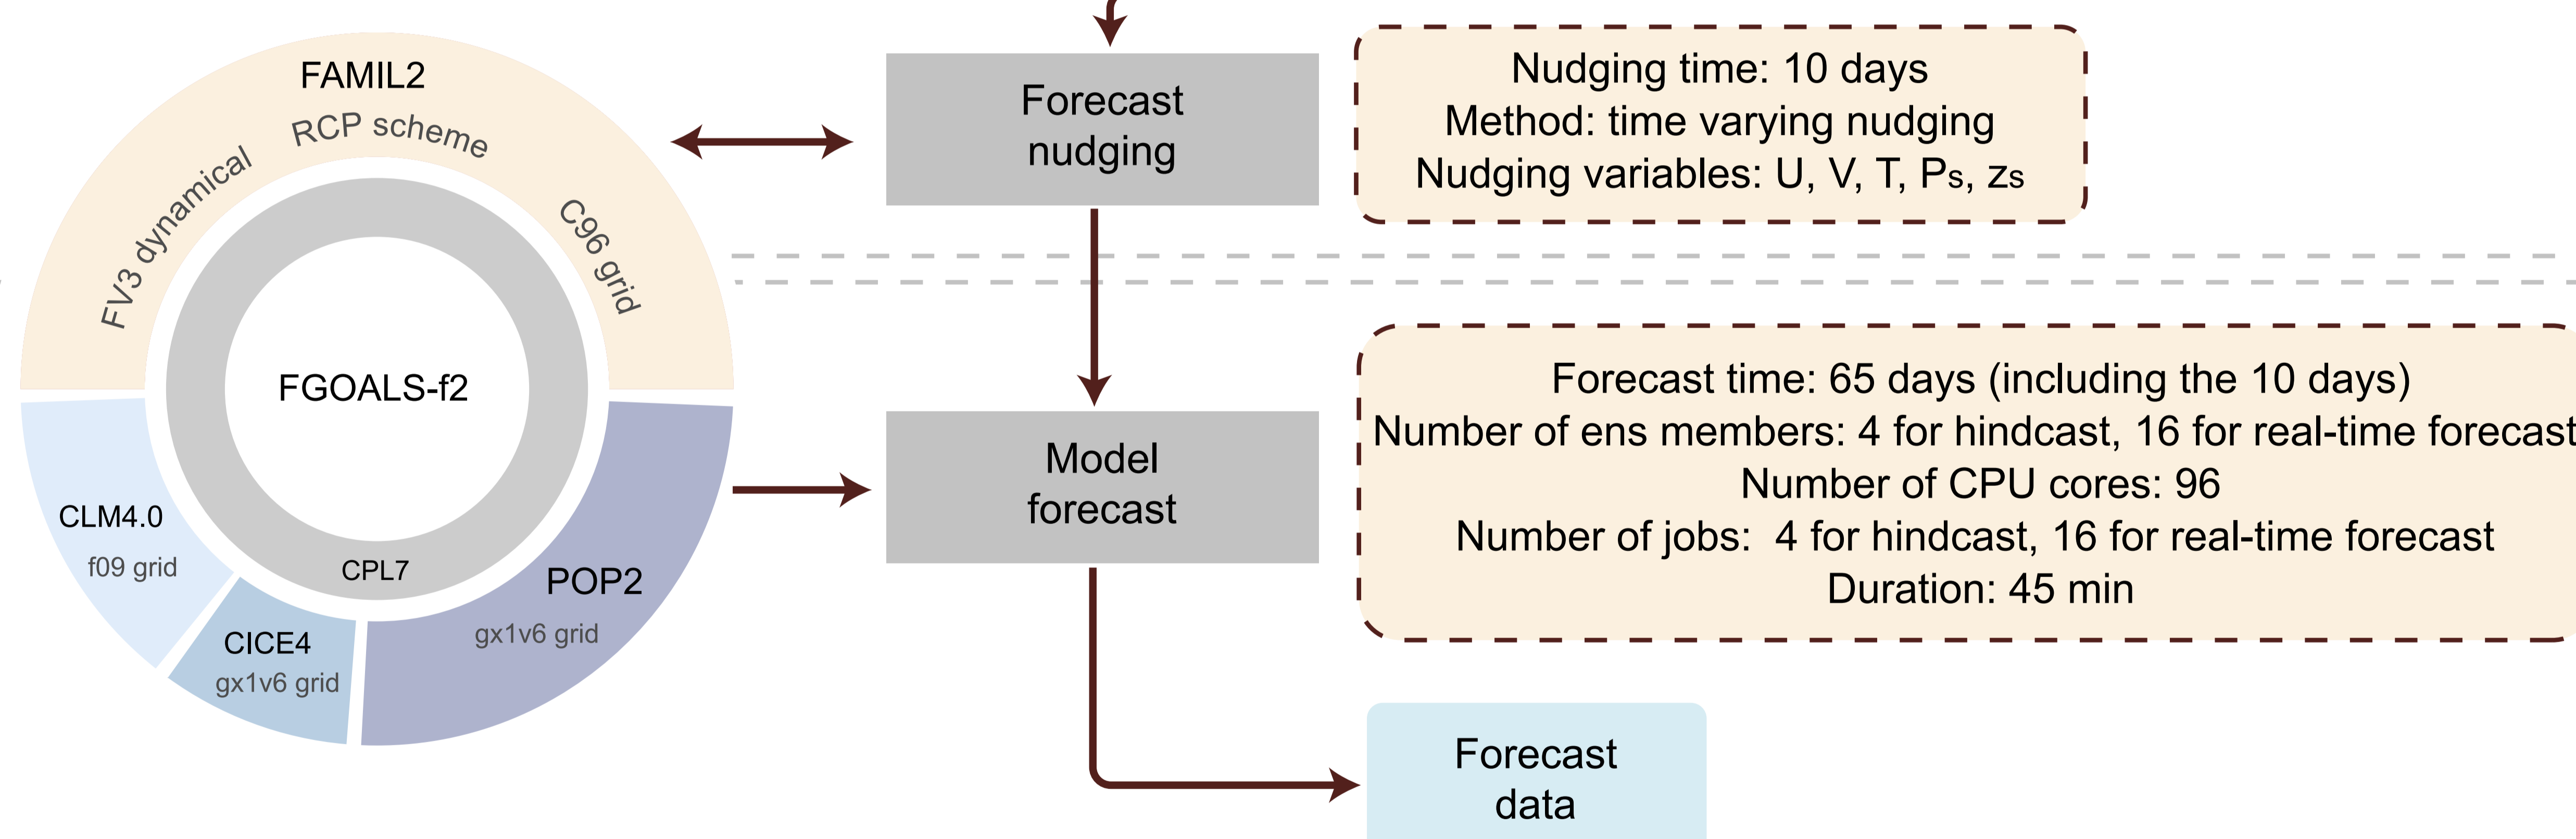 FAMIL2
RCP scheme
FV3 dynamical
C96 grid
FGOALS-f2
CPL7
CLM4.0
f09 grid
CICE4
gx1v6 grid
POP2
gx1v6 grid
Forecast
nudging
Nudging time: 10 days
Method: time varying nudging
Nudging variables: U, V, T, Ps, zs
Model
forecast
Forecast time: 65 days (including the 10 days)
Number of ens members: 4 for hindcast, 16 for real-time forecast
Number of CPU cores: 96
Number of jobs:  4 for hindcast, 16 for real-time forecast
Duration: 45 min
Forecast
data